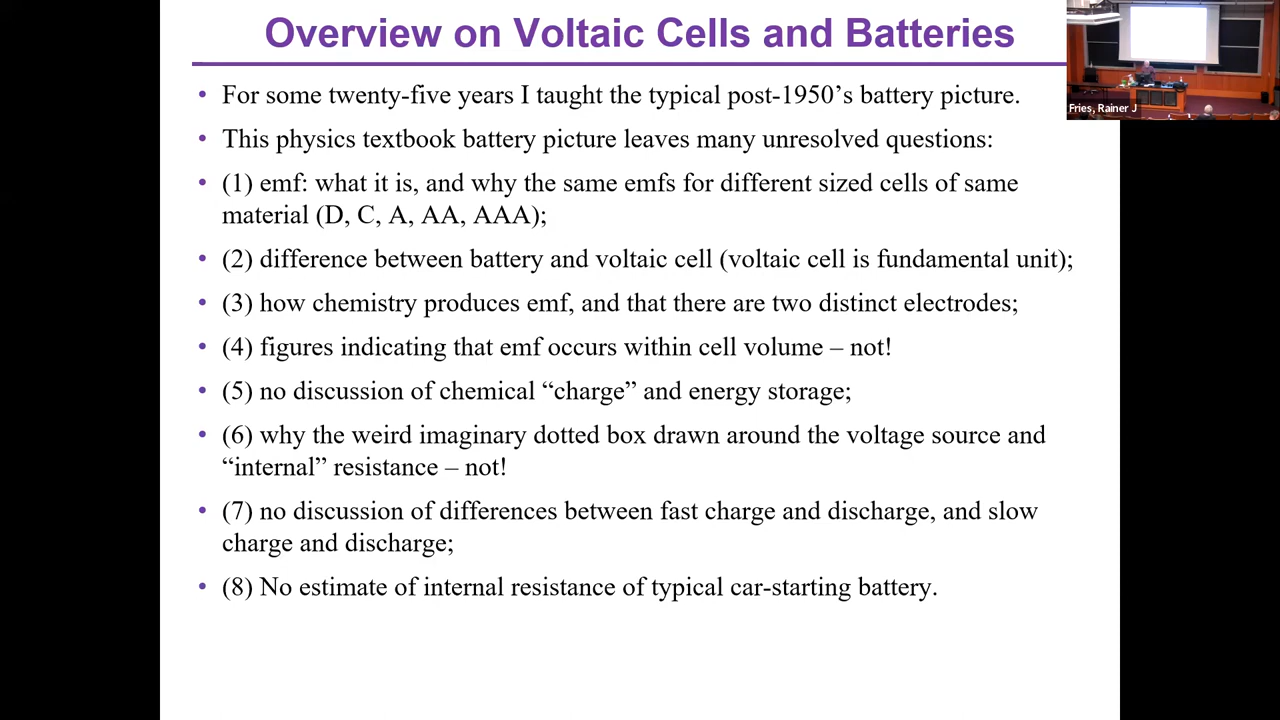 Overview on Voltaic Cells and Batteries
Fries, Rainer J
• For some twenty-five years I taught the typical post-1950’s battery picture.
• This physics textbook battery picture leaves many unresolved questions:
• (1) emf: what it is, and why the same emfs for different sized cells of same
material (D, C, A, AA, AAA);
• (2) difference between battery and voltaic cell (voltaic cell is fundamental unit);
• (3) how chemistry produces emf, and that there are two distinct electrodes;
• (4) figures indicating that emf occurs within cell volume – not!
• (5) no discussion of chemical “charge” and energy storage;
• (6) why the weird imaginary dotted box drawn around the voltage source and
“internal” resistance – not!
• (7) no discussion of differences between fast charge and discharge, and slow
charge and discharge;
• (8) No estimate of internal resistance of typical car-starting battery.